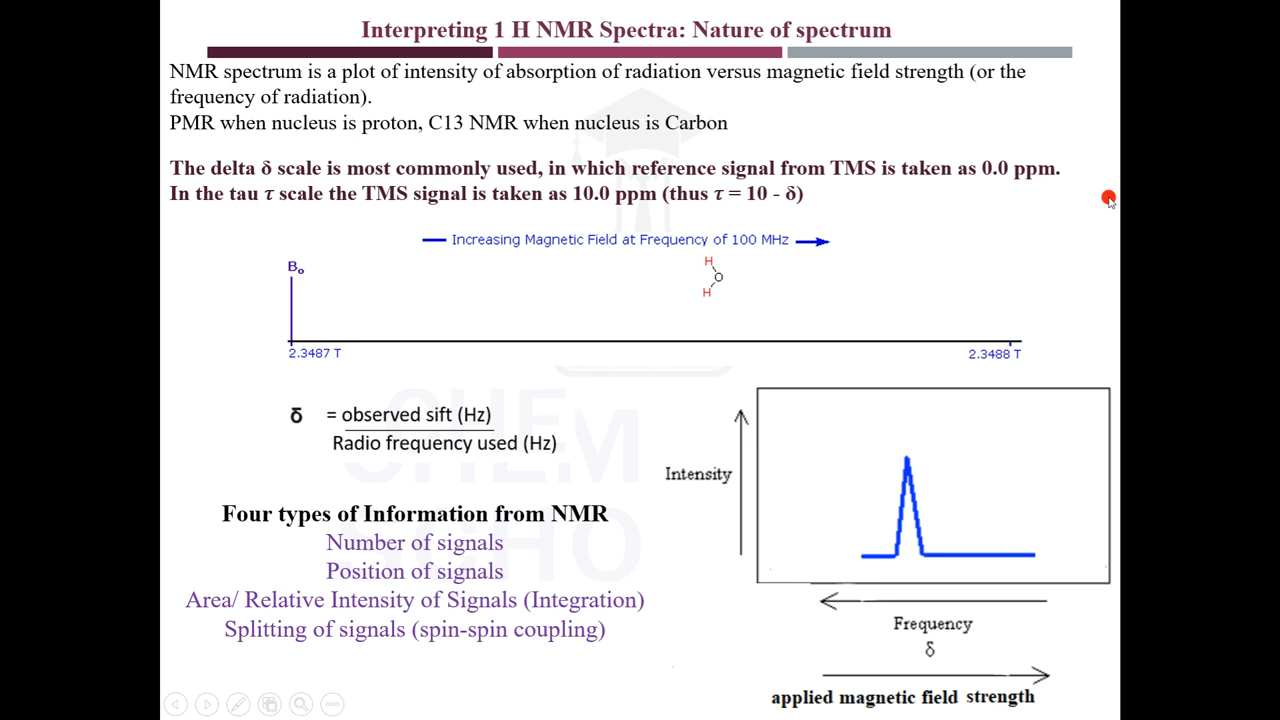 Interpreting 1 H NMR Spectra: Nature of spectrum
NMR spectrum is a plot of intensity of absorption of radiation versus magnetic field strength (or the
frequency of radiation).
PMR when nucleus is proton, C13 NMR when nucleus is Carbon
The delta δ scale is most commonly used, in which reference signal from TMS is taken as 0.0 ppm.
In the tau τ scale the TMS signal is taken as 10.0 ppm (thus τ = 10 - δ)
Increasing Magnetic Field at Frequency of 100 MHz
H
O
H
Bo
2.3487 T
2.3488 T
δ = observed sift (Hz)
Radio frequency used (Hz)
Four types of Information from NMR
Number of signals
Position of signals
Area/ Relative Intensity of Signals (Integration)
Splitting of signals (spin-spin coupling)
Intensity
Frequency
δ
applied magnetic field strength